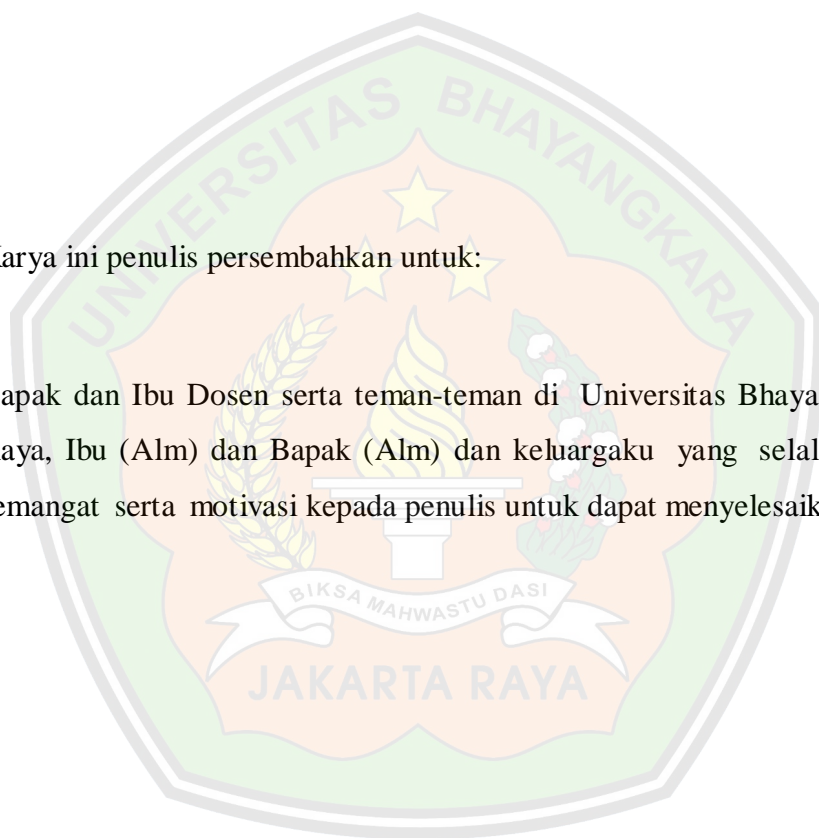 UNIVERSITAS BHAYANGKARA
arya ini penulis persembahkan untuk:
apak dan Ibu Dosen serta teman-teman di Universitas Bhaya
aya, Ibu (Alm) dan Bapak (Alm) dan keluargaku yang selal
emangat serta motivasi kepada penulis untuk dapat menyelesaik
BIKSA MAHWASTU DASI
JAKARTA RAYA